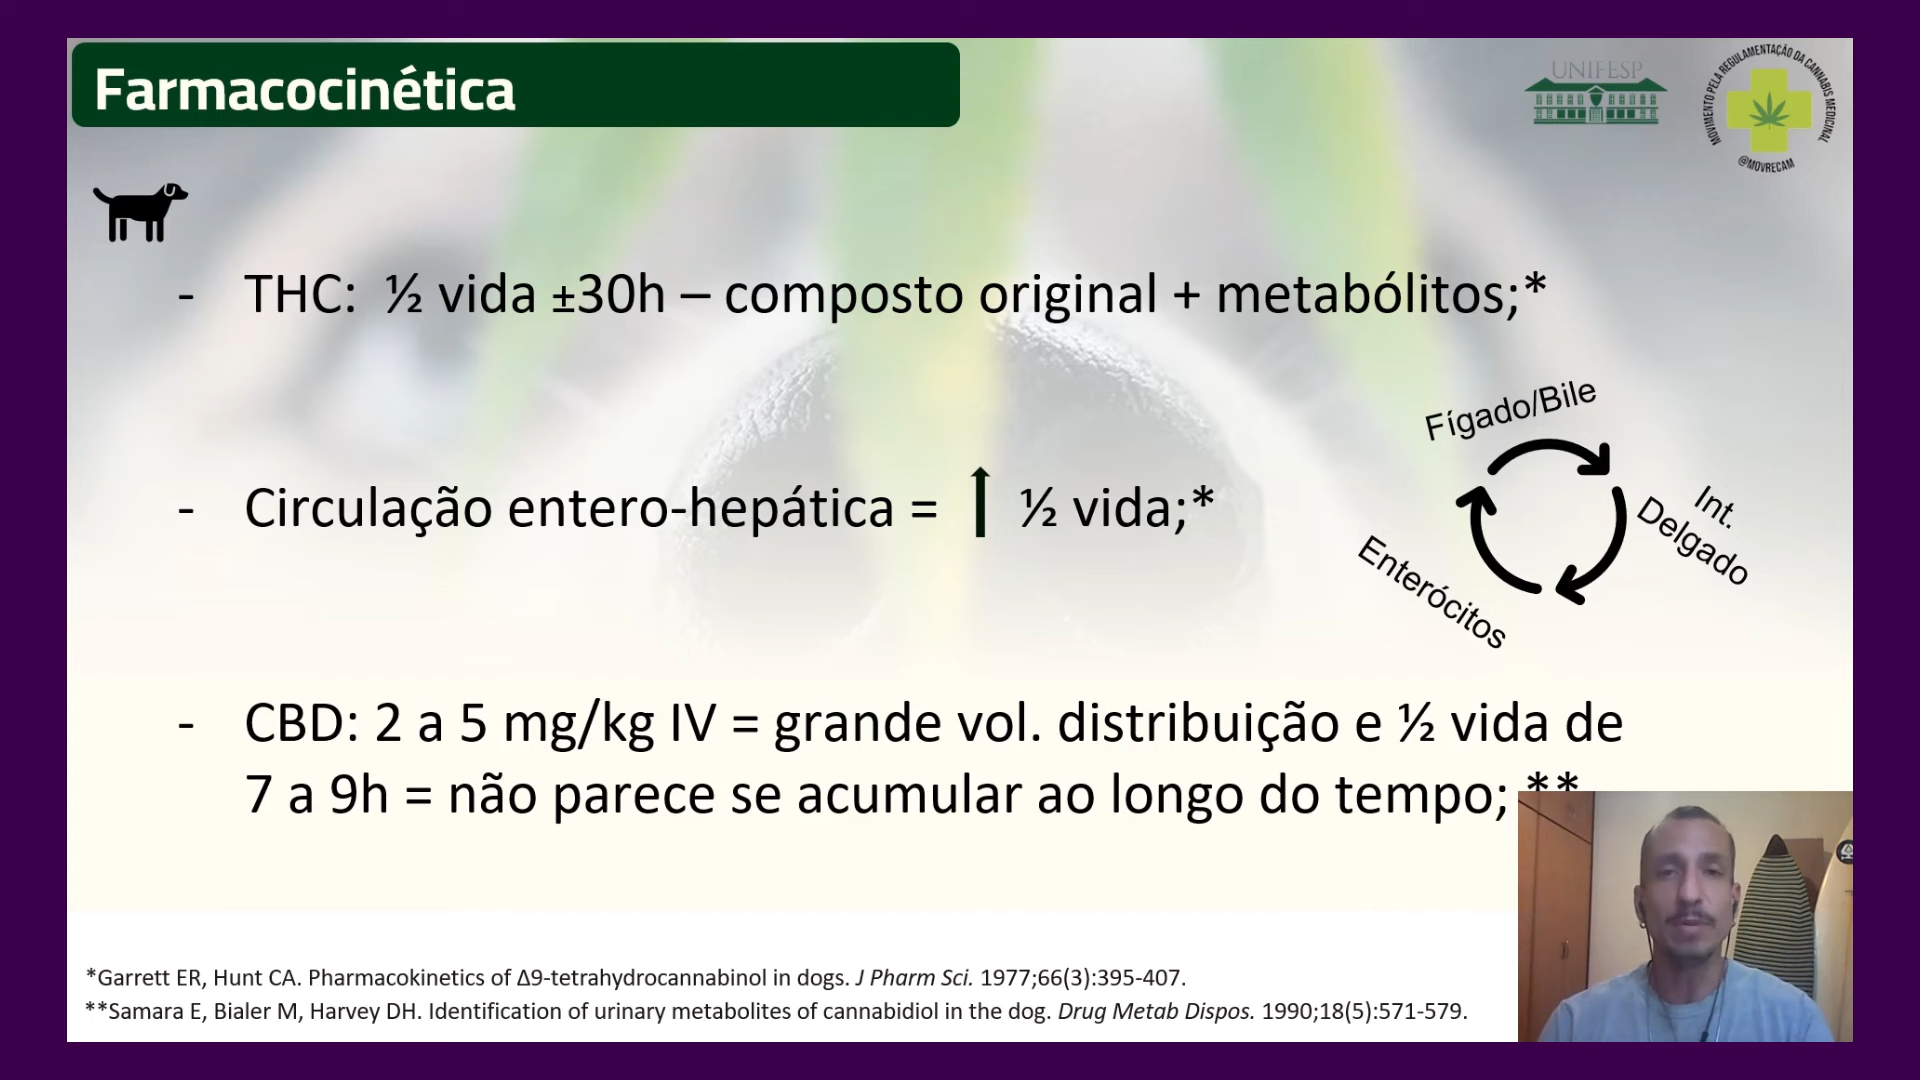 Farmacocinética
UNIFESP
MOVIMENTO PELA REGULAMENTAÇÃO DA CANNABIS MEDICINAL
@MOVRECAM
- THC: ½ vida ±30h – composto original + metabólitos;*
Fígado/Bile
Int.
Delgado
Enterócitos
- Circulação entero-hepática = ½ vida;*
- CBD: 2 a 5 mg/kg IV = grande vol. distribuição e ½ vida de
7 a 9h = não parece se acumular ao longo do tempo; **
*Garrett ER, Hunt CA. Pharmacokinetics of Δ9-tetrahydrocannabinol in dogs. J Pharm Sci. 1977;66(3):395-407.
**Samara E, Bialer M, Harvey DH. Identification of urinary metabolites of cannabidiol in the dog. Drug Metab Dispos. 1990;18(5):571-579.